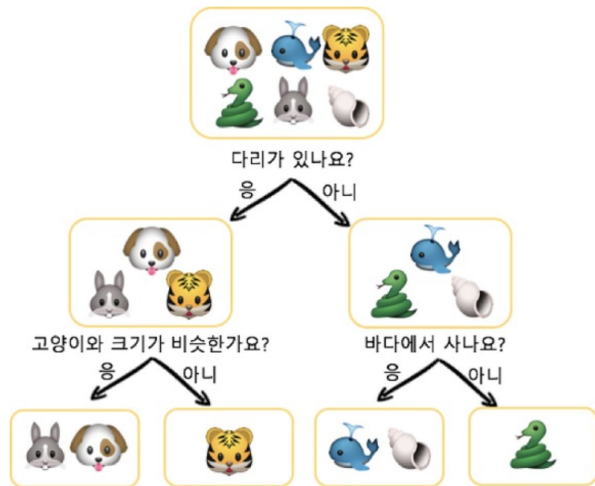 다리가 있나요?
응 아니
고양이와 크기가 비슷한가요? 바다에서 사나요?
응 아니 응 아니